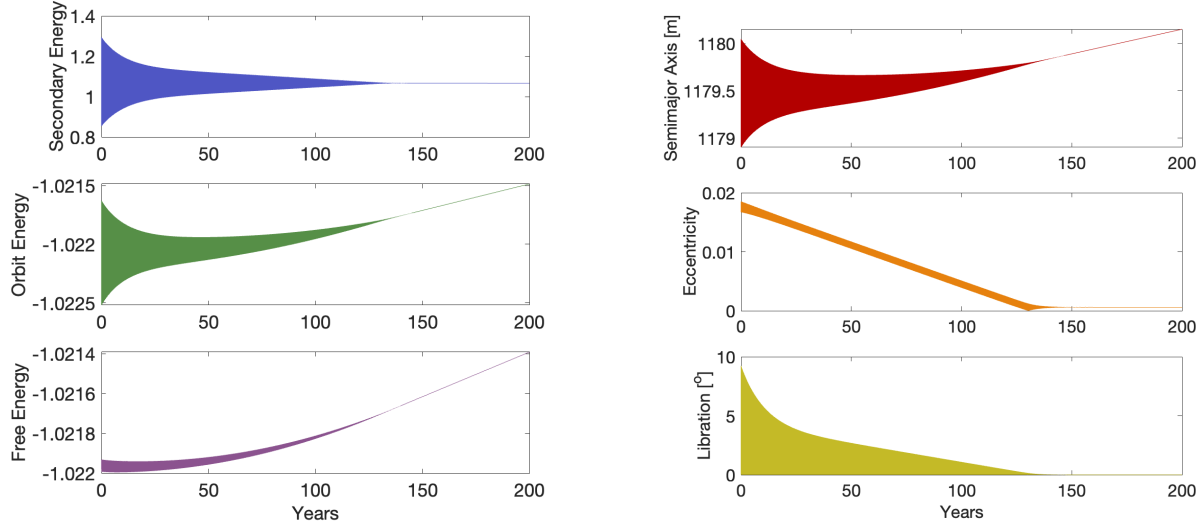 Secondary Energy
1.4
1.2
1
0.8
0 50 100 150 200
Orbit Energy
-1.0215
-1.022
-1.0225
0 50 100 150 200
Free Energy
-1.0214
-1.0216
-1.0218
-1.022
0 50 100 150 200
Years
Semimajor Axis [m]
1180
1179.5
1179
0 50 100 150 200
Eccentricity
0.02
0.01
0
0 50 100 150 200
Libration [°]
10
5
0
0 50 100 150 200
Years